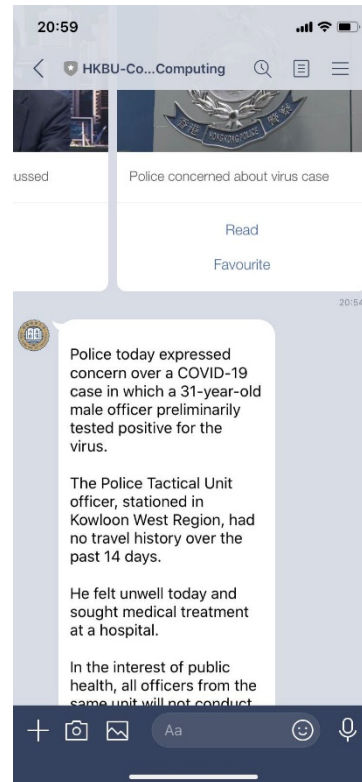 20:59
HKBU-Co...Computing
ussed
Police concerned about virus case
Read
Favourite
20:54
Police today expressed
concern over a COVID-19
case in which a 31-year-old
male officer preliminarily
tested positive for the
virus.
The Police Tactical Unit
officer, stationed in
Kowloon West Region, had
no travel history over the
past 14 days.
He felt unwell today and
sought medical treatment
at a hospital.
In the interest of public
health, all officers from the
same unit will not conduct
Aa